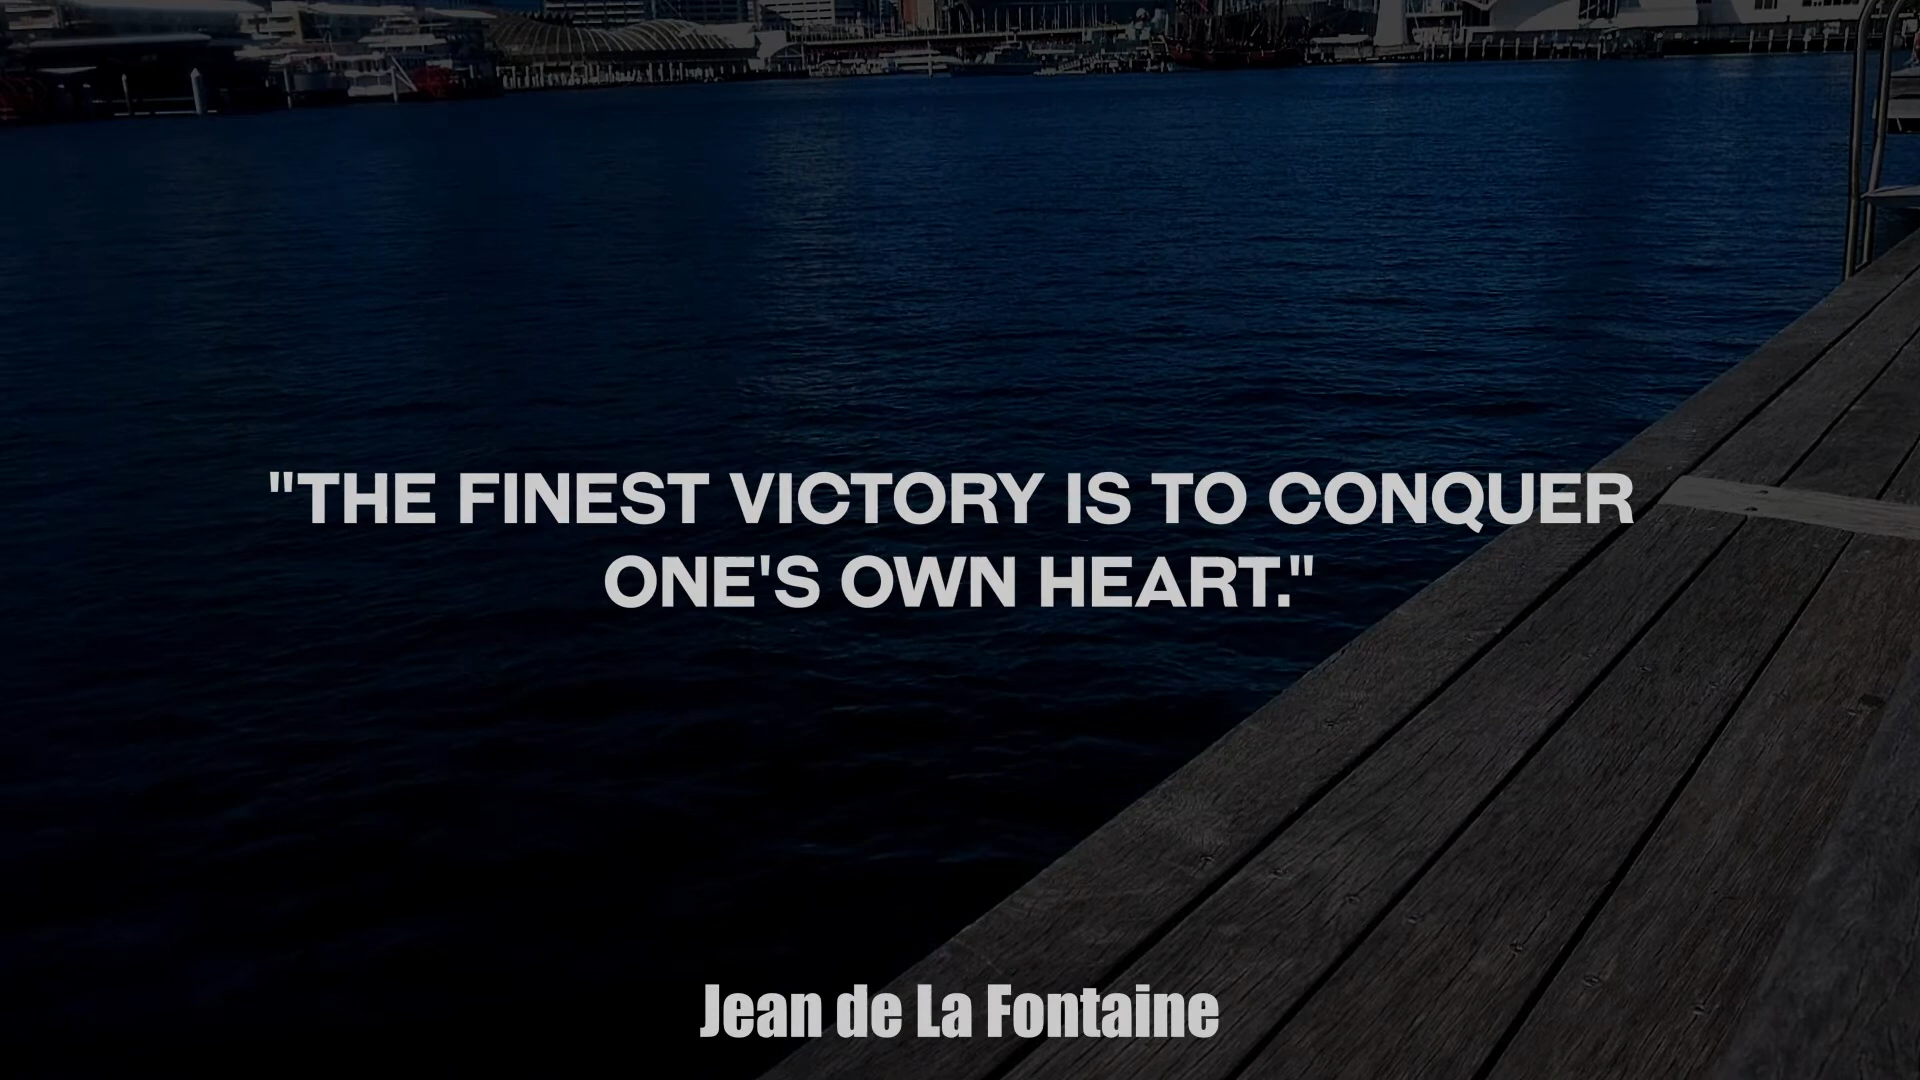 "THE FINEST VICTORY IS TO CONQUER
ONE'S OWN HEART."
Jean de La Fontaine